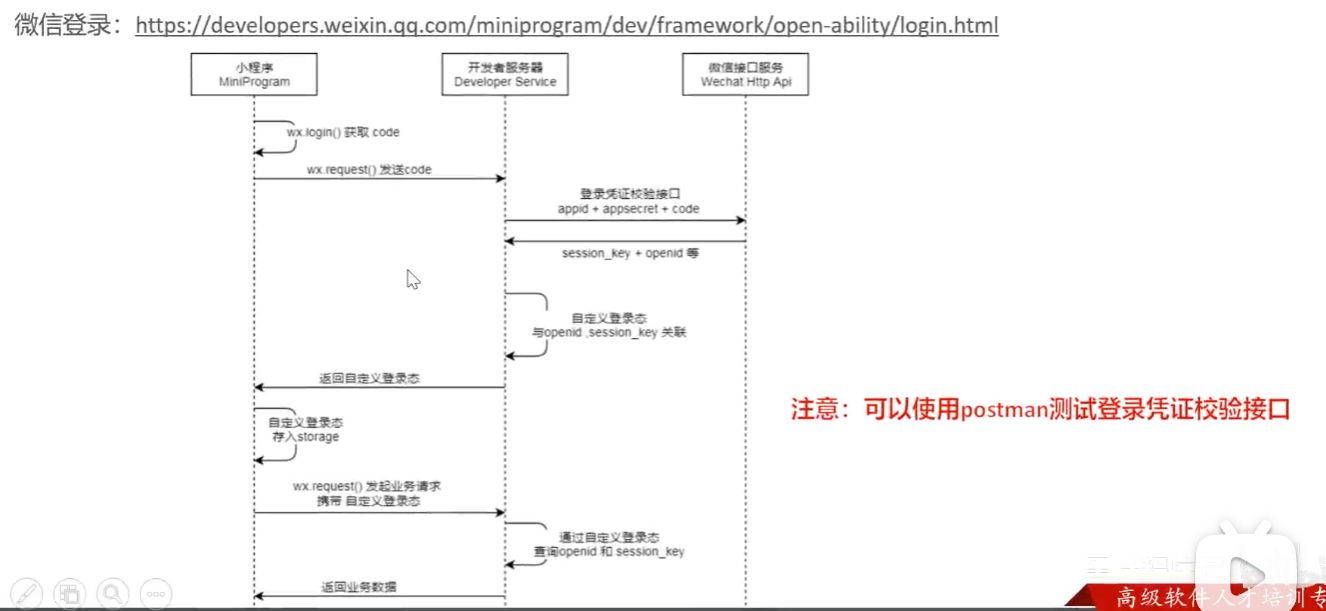 微信登录：https://developers.weixin.qq.com/miniprogram/dev/framework/open-ability/login.html
小程序
MiniProgram
开发者服务器
Developer Service
微信接口服务
Wechat Http Api
wx.login() 获取 code
wx.request() 发送code
登录凭证校验接口
appid + appsecret + code
session_key + openid 等
自定义登录态
与openid ,session_key 关联
返回自定义登录态
自定义登录态
存入storage
注意：可以使用postman测试登录凭证校验接口
wx.request() 发起业务请求
携带 自定义登录态
通过自定义登录态
查询openid 和 session_key
返回业务数据
高级软件人才培训专